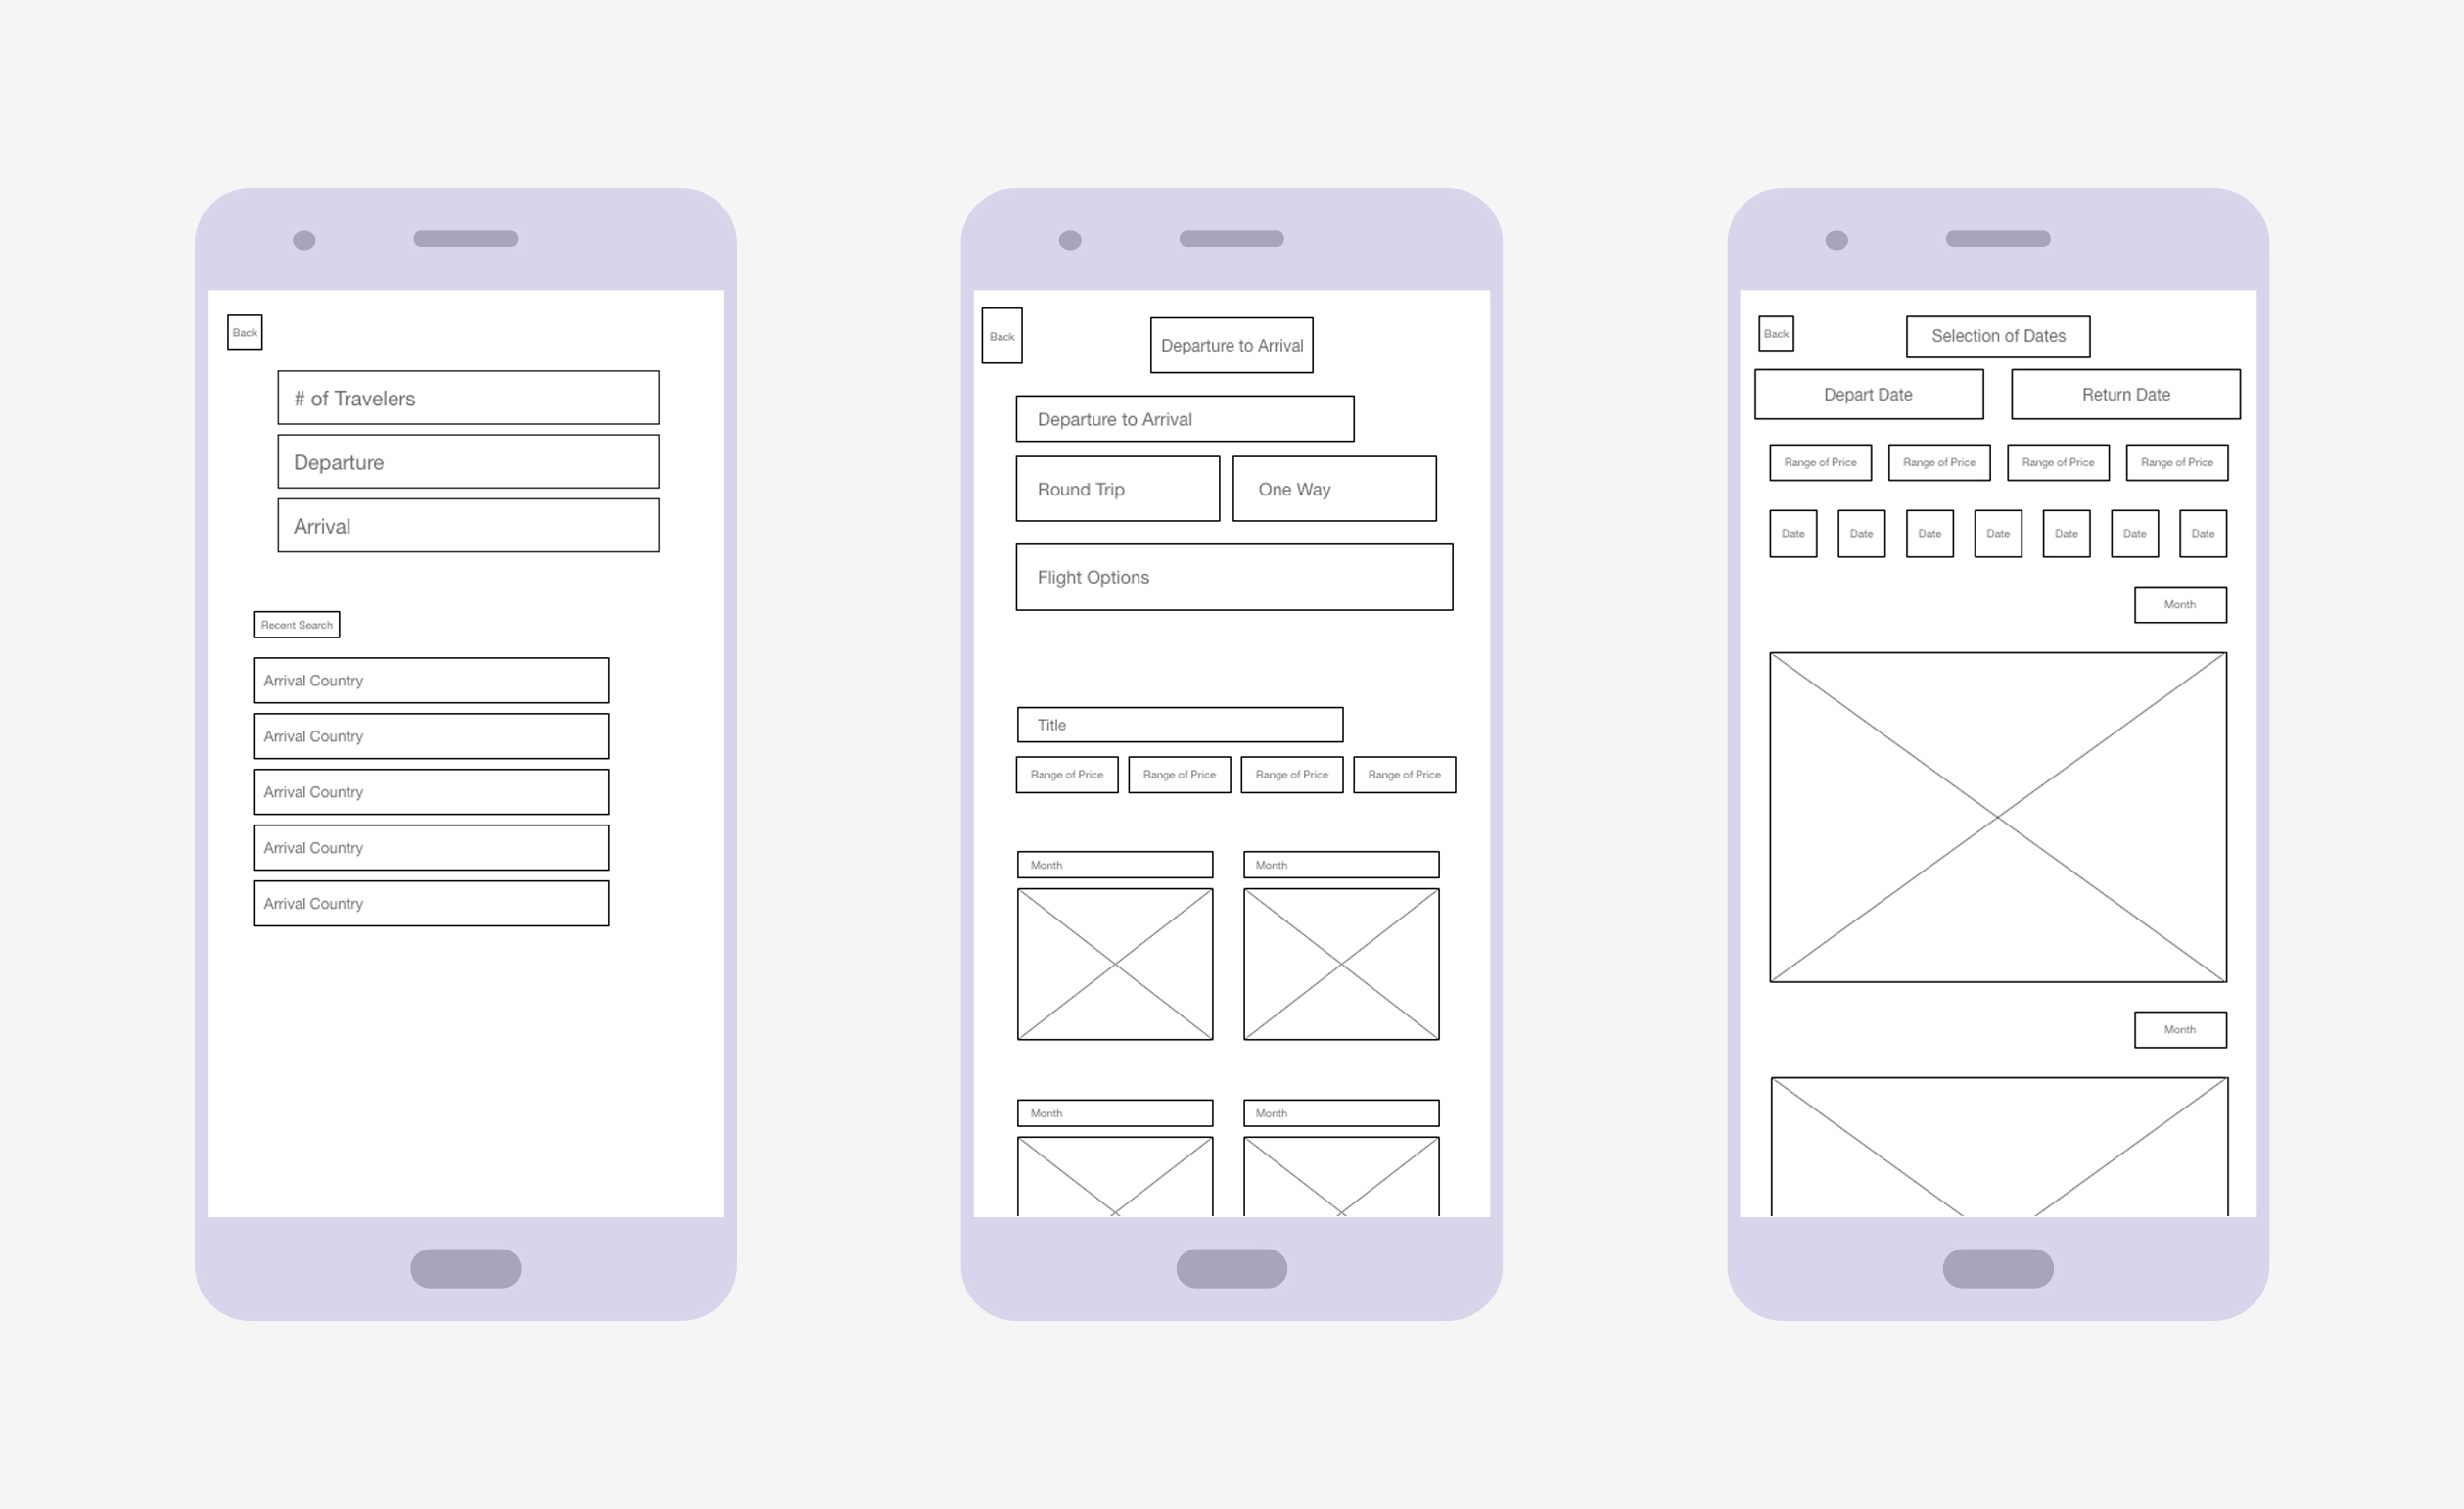 Back
# of Travelers
Departure
Arrival
Recent Search
Arrival Country
Arrival Country
Arrival Country
Arrival Country
Arrival Country
Back
Departure to Arrival
Departure to Arrival
Round Trip
One Way
Flight Options
Title
Range of Price
Range of Price
Range of Price
Range of Price
Month
Month
Month
Month
Back
Selection of Dates
Depart Date
Return Date
Range of Price
Range of Price
Range of Price
Range of Price
Date
Date
Date
Date
Date
Date
Date
Month
Month